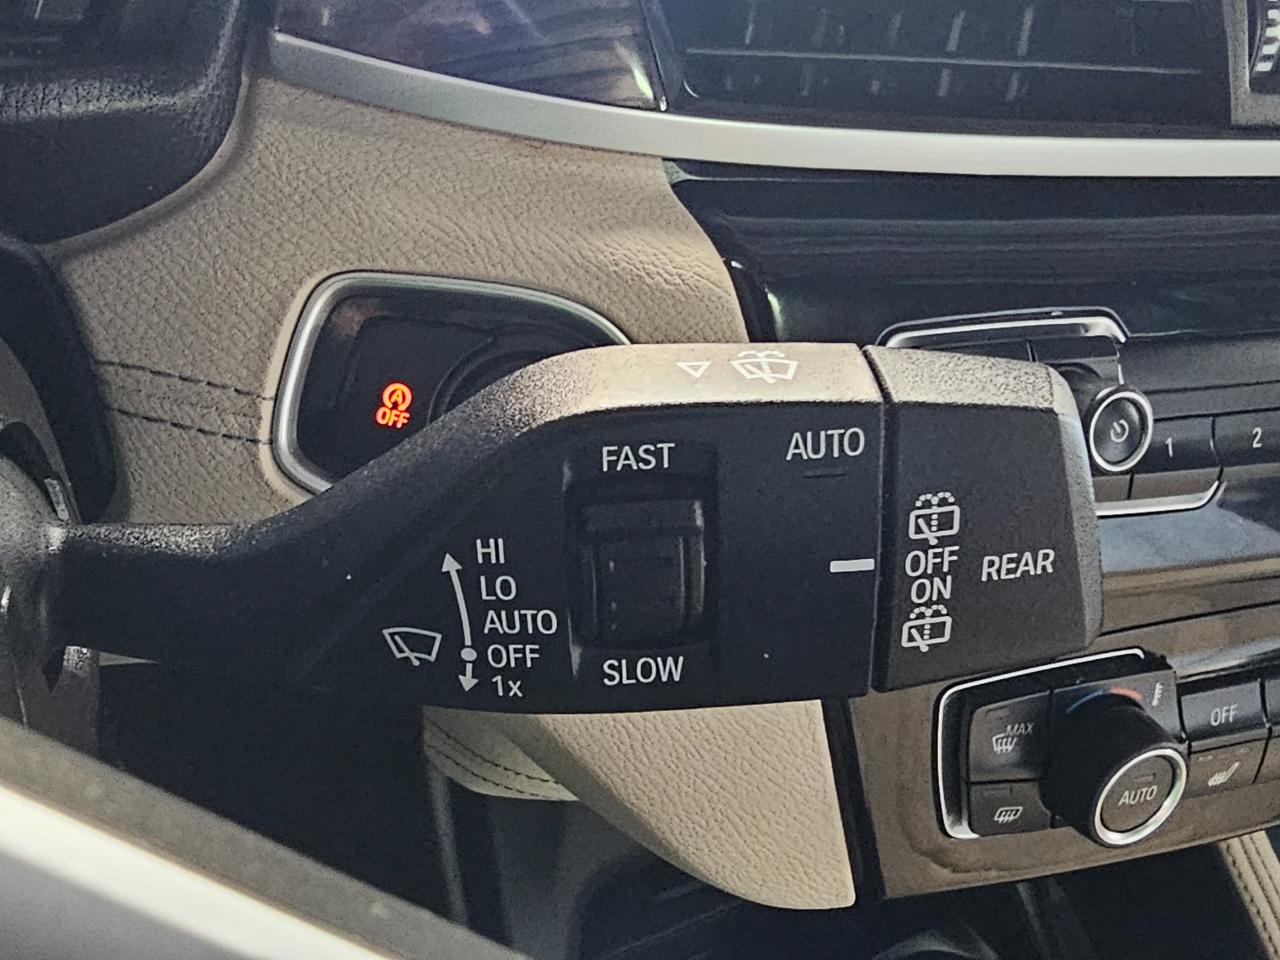 A
OFF
FAST
AUTO
HI
LO
AUTO
OFF
1x
SLOW
OFF
ON
REAR
1
2
MAX
OFF
AUTO